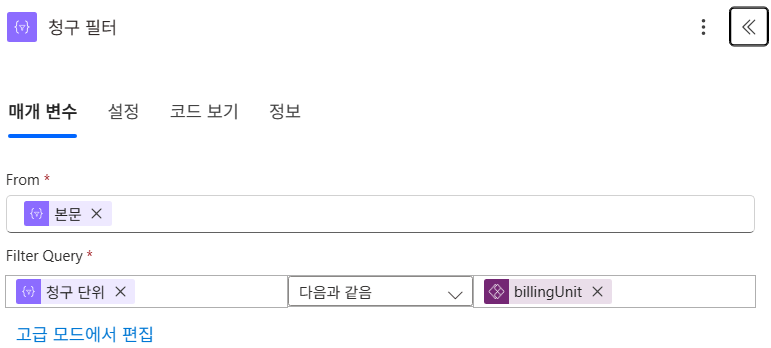 청구 필터
매개 변수 설정 코드 보기 정보
From *
본문
Filter Query *
청구 단위 다음과 같음 billingUnit
고급 모드에서 편집